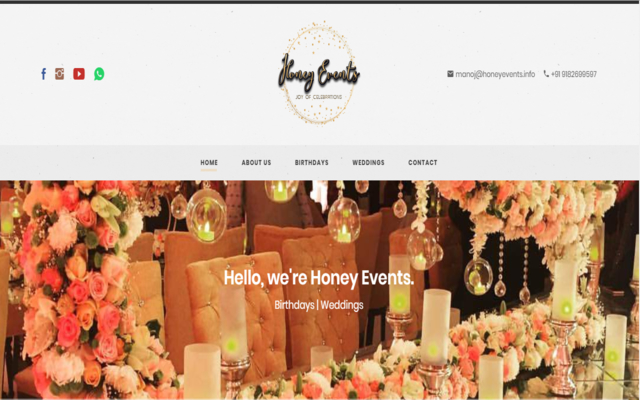 Honey Events
JOY OF CELEBRATIONS
manoj@honeyevents.info +91 9182699597
HOME ABOUT US BIRTHDAYS WEDDINGS CONTACT
Hello, we're Honey Events.
Birthdays | Weddings